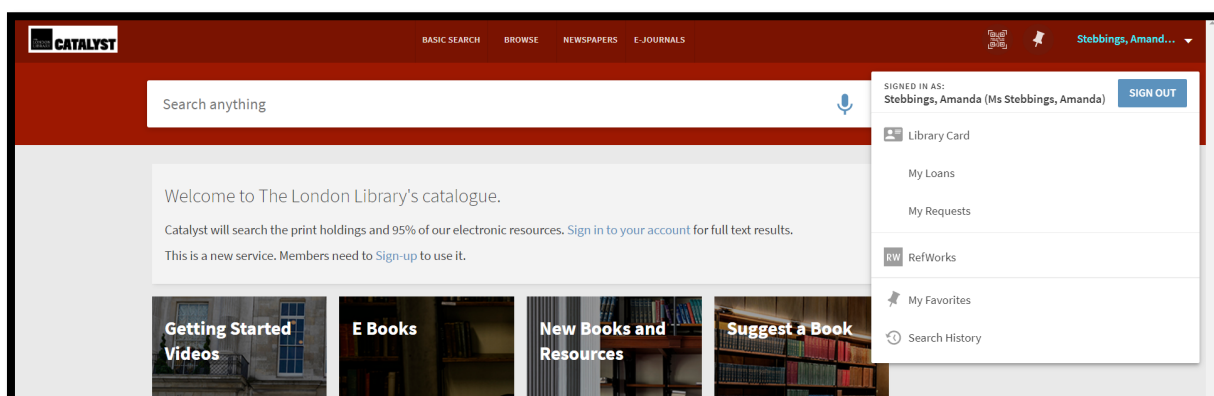 CATALYST
BASIC SEARCH BROWSE NEWSPAPERS E-JOURNALS
Stebbings, Amand...
Search anything
SIGNED IN AS:
Stebbings, Amanda (Ms Stebbings, Amanda)
SIGN OUT
Library Card
My Loans
My Requests
RW RefWorks
My Favorites
Search History
Welcome to The London Library's catalogue.
Catalyst will search the print holdings and 95% of our electronic resources. Sign in to your account for full text results.
This is a new service. Members need to Sign-up to use it.
Getting Started
Videos
E Books
New Books and
Resources
Suggest a Book